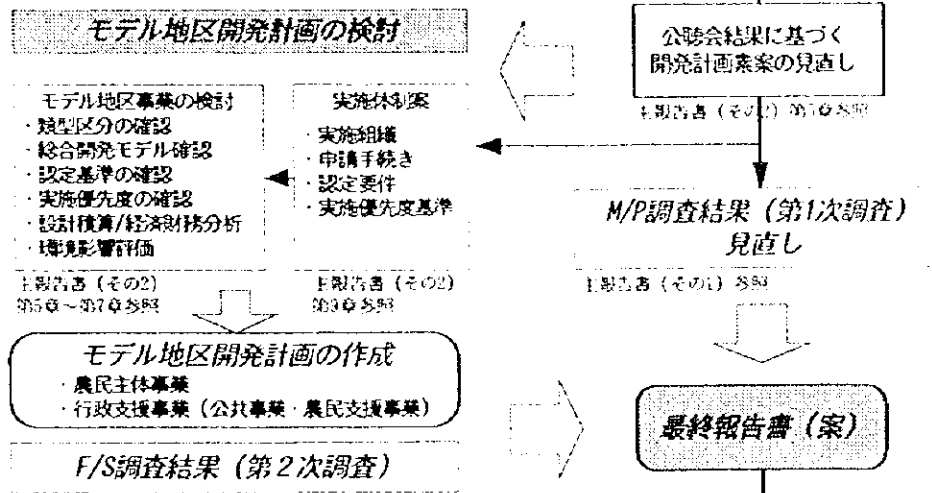 モデル地区開発計画の検討
公聴会結果に基づく
開発計画素案の見直し
モデル地区事業の検討
・類型区分の確認
・総合開発モデル確認
・認定基準の確認
・実施優先度の確認
・設計積算/経済財務分析
・環境影響評価
実施体制案
・実施組織
・申請手続き
・認定要件
・実施優先度基準
M/P調査結果（第1次調査）
見直し
主報告書（その2）
主報告書（その2）
第9章参照
主報告書（その1）参照
モデル地区開発計画の作成
・農民主体事業
・行政支援事業（公共事業・農民支援事業）
最終報告書（案）
F/S調査結果（第２次調査）